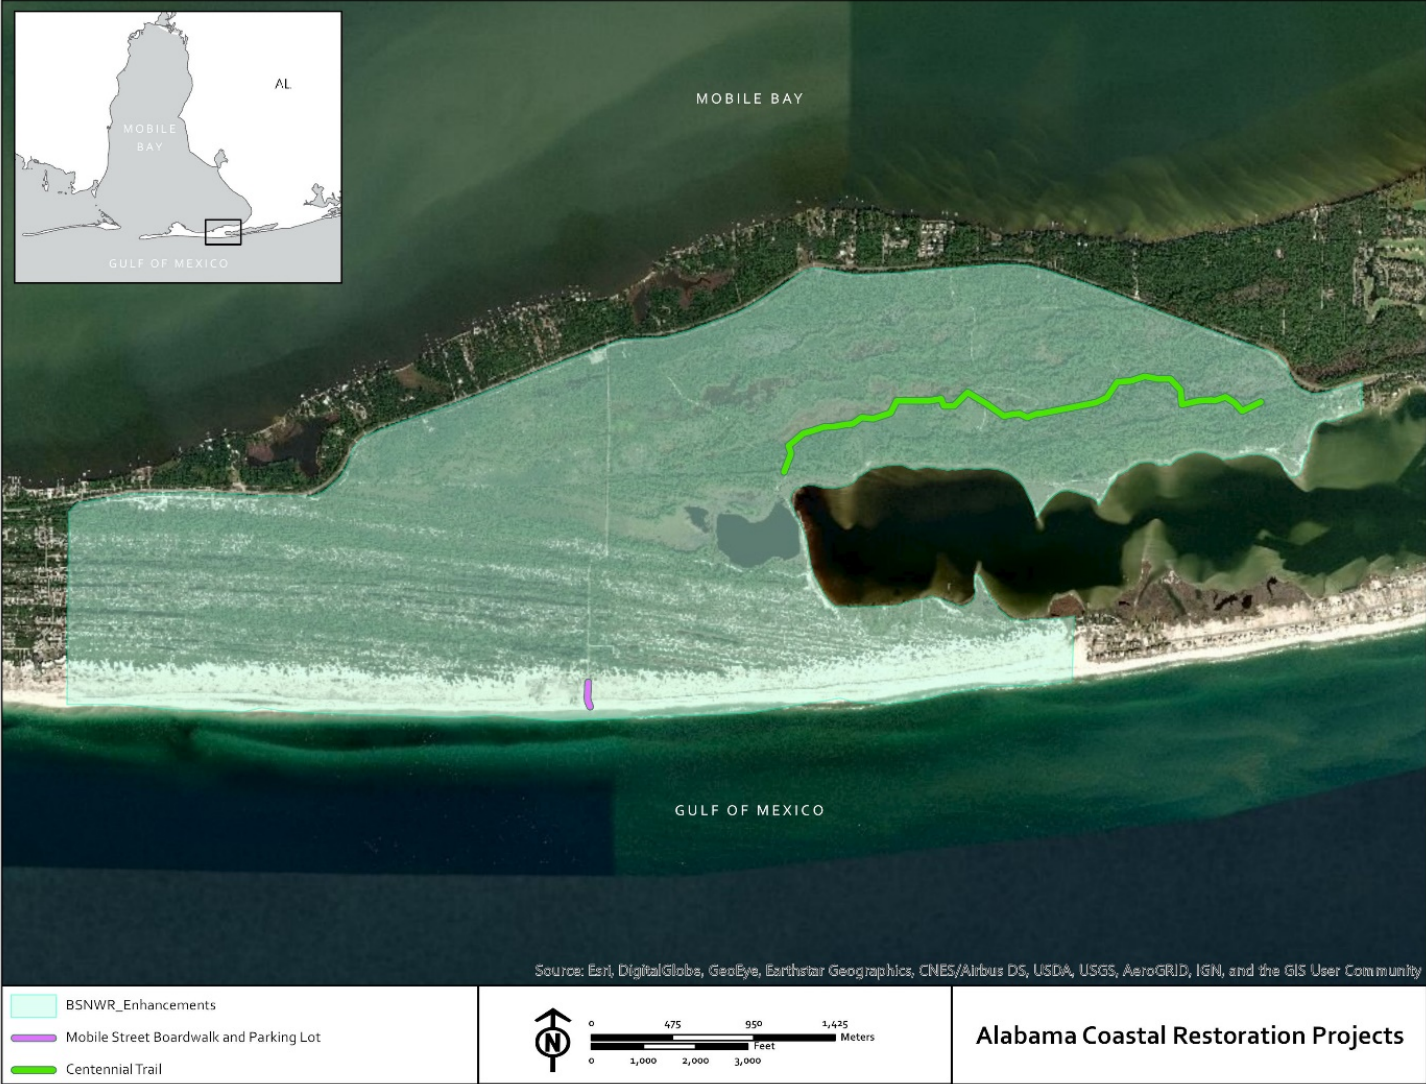 AL
MOBILE
BAY
GULF OF MEXICO
MOBILE BAY
GULF OF MEXICO
Source: Esri, DigitalGlobe, GeoEye, Earthstar Geographics, CNES/Airbus DS, USDA, USGS, AeroGRID, IGN, and the GIS User Community
BSNWR_Enhancements
Mobile Street Boardwalk and Parking Lot
Centennial Trail
N
0 475 950 1,425
Meters
Feet
0 1,000 2,000 3,000
Alabama Coastal Restoration Projects